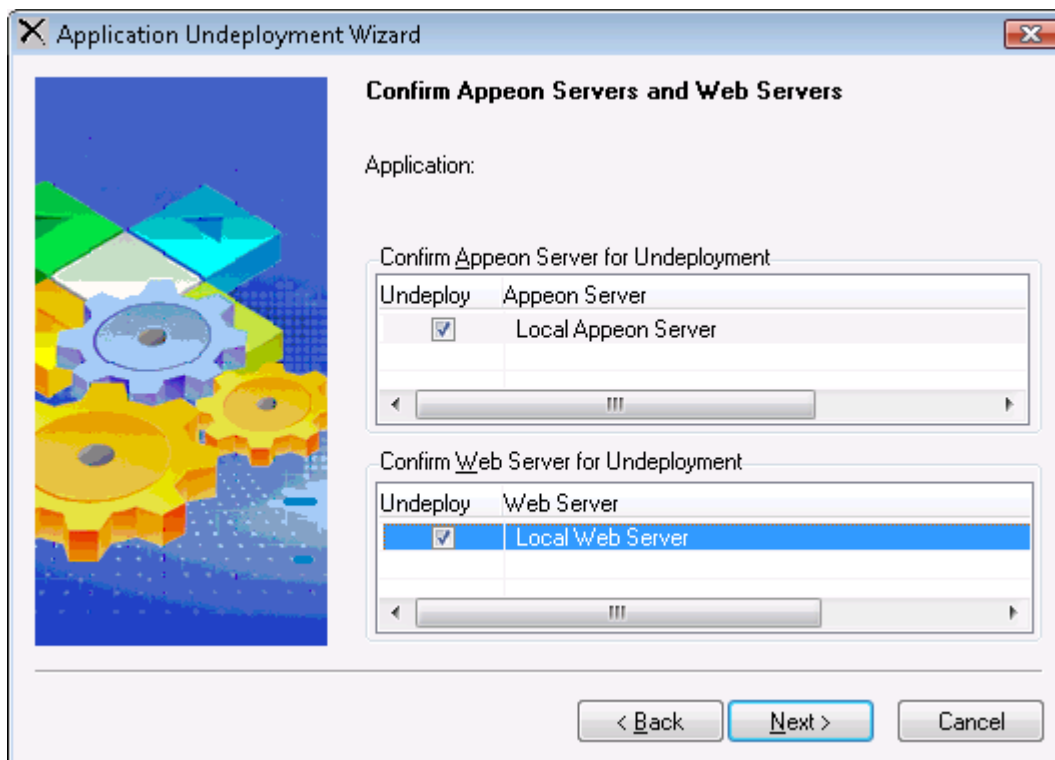 Application Undeployment Wizard
Confirm Appeon Servers and Web Servers
Application:
Confirm Appeon Server for Undeployment
Undeploy Appeon Server
Local Appeon Server
Confirm Web Server for Undeployment
Undeploy Web Server
Local Web Server
< Back Next > Cancel